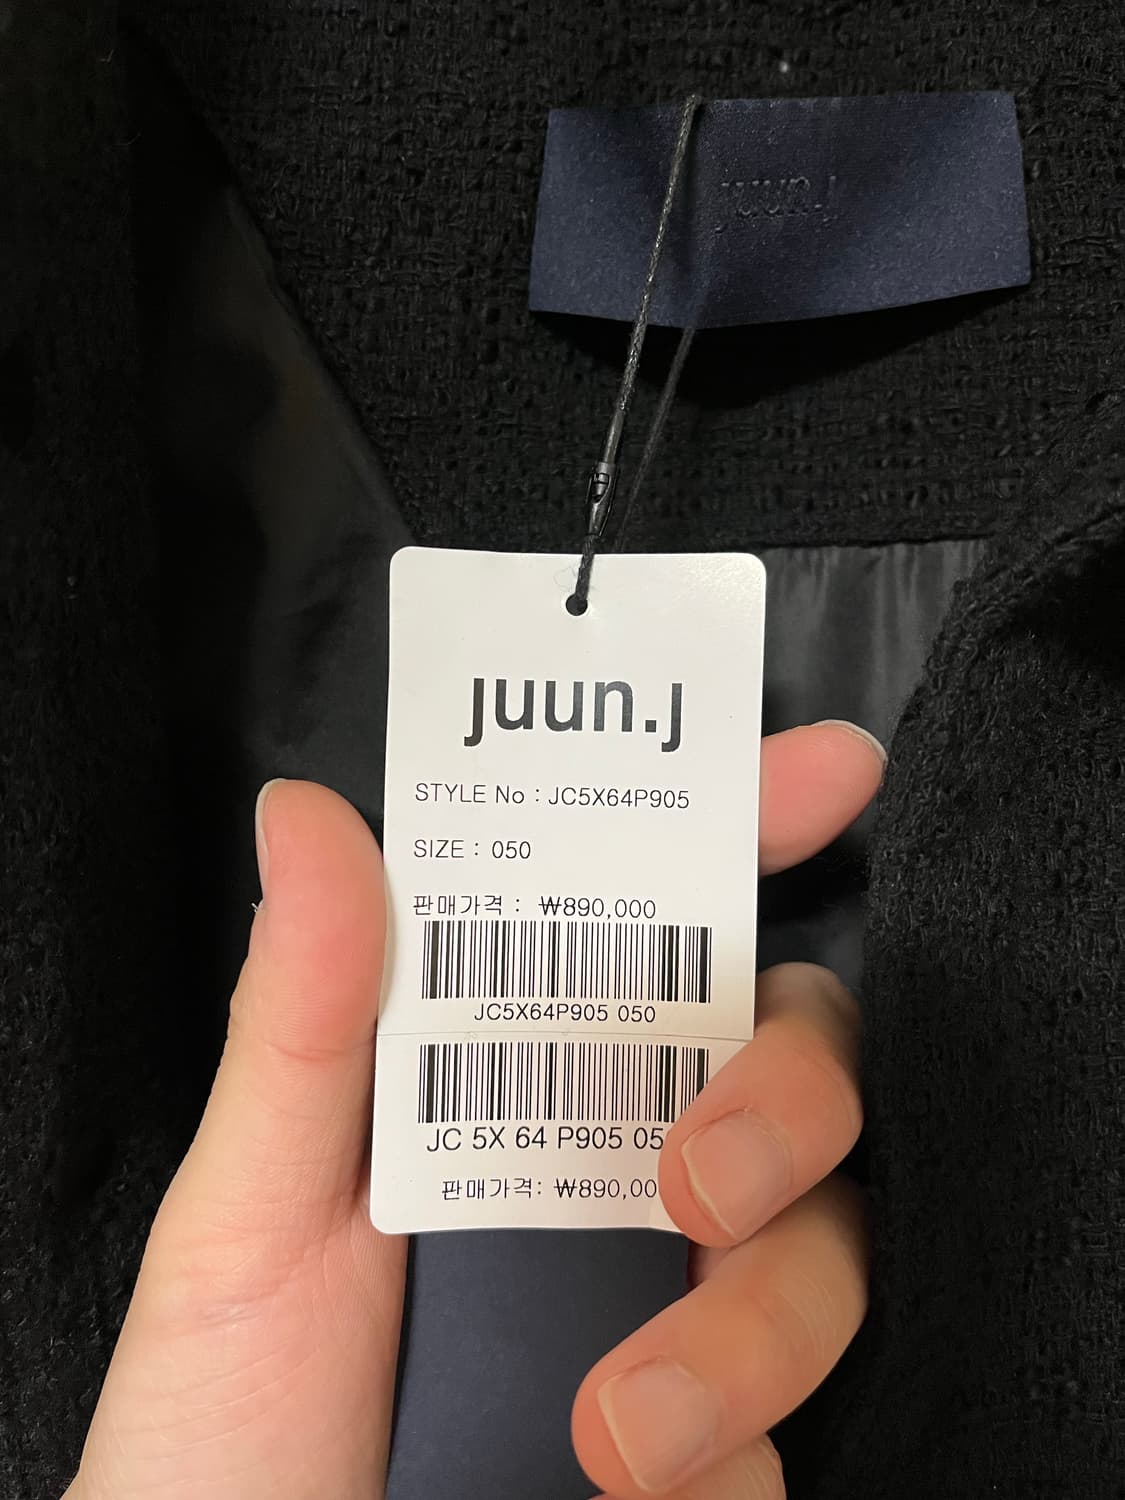 juun.j
juun.j
STYLE No : JC5X64P905
SIZE : 050
판매가격 : ₩890,000
JC5X64P905 050
JC 5X 64 P905 05
판매가격: ₩890,00